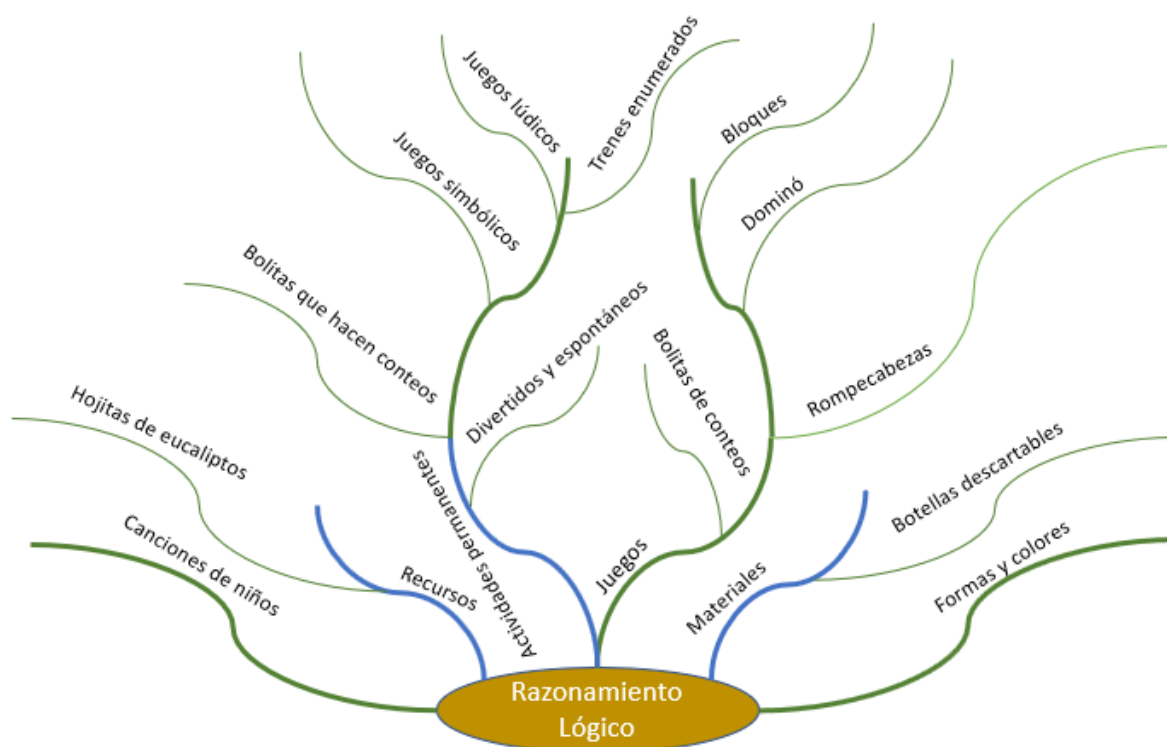 Juegos lúdicos
Trenes enumerados
Bloques
Juegos simbólicos
Dominó
Bolitas que hacen conteos
Divertidos y espontáneos
Bolitas de conteos
Rompecabezas
Hojitas de eucaliptos
Actividades permanentes
Botellas descartables
Canciones de niños
Recursos
Juegos
Materiales
Formas y colores
Razonamiento
Lógico